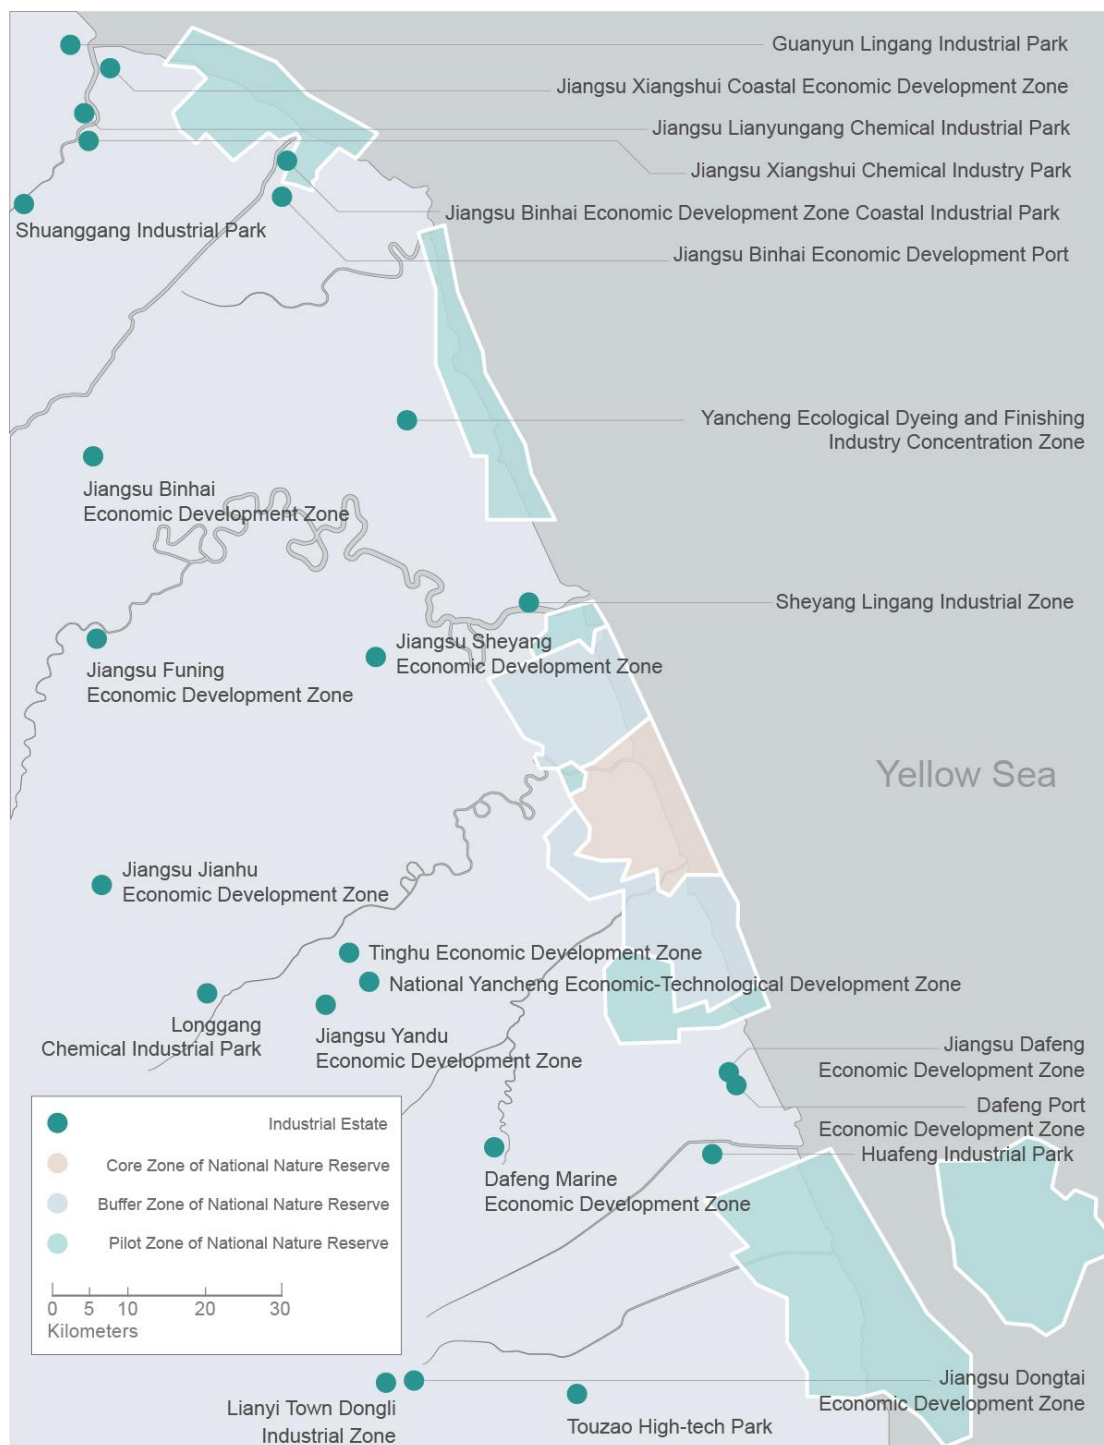 Guanyun Lingang Industrial Park
Jiangsu Xiangshui Coastal Economic Development Zone
Jiangsu Lianyungang Chemical Industrial Park
Jiangsu Xiangshui Chemical Industry Park
Jiangsu Binhai Economic Development Zone Coastal Industrial Park
Shuanggang Industrial Park
Jiangsu Binhai Economic Development Port
Yancheng Ecological Dyeing and Finishing
Industry Concentration Zone
Jiangsu Binhai
Economic Development Zone
Sheyang Lingang Industrial Zone
Jiangsu Sheyang
Economic Development Zone
Jiangsu Funing
Economic Development Zone
Yellow Sea
Jiangsu Jianhu
Economic Development Zone
Tinghu Economic Development Zone
National Yancheng Economic-Technological Development Zone
Longgang
Chemical Industrial Park
Jiangsu Yandu
Economic Development Zone
Jiangsu Dafeng
Economic Development Zone
Dafeng Port
Economic Development Zone
Huafeng Industrial Park
Dafeng Marine
Economic Development Zone
Industrial Estate
Core Zone of National Nature Reserve
Buffer Zone of National Nature Reserve
Pilot Zone of National Nature Reserve
0 5 10 20 30
Kilometers
Jiangsu Dongtai
Economic Development Zone
Lianyi Town Dongli
Industrial Zone
Touzao High-tech Park